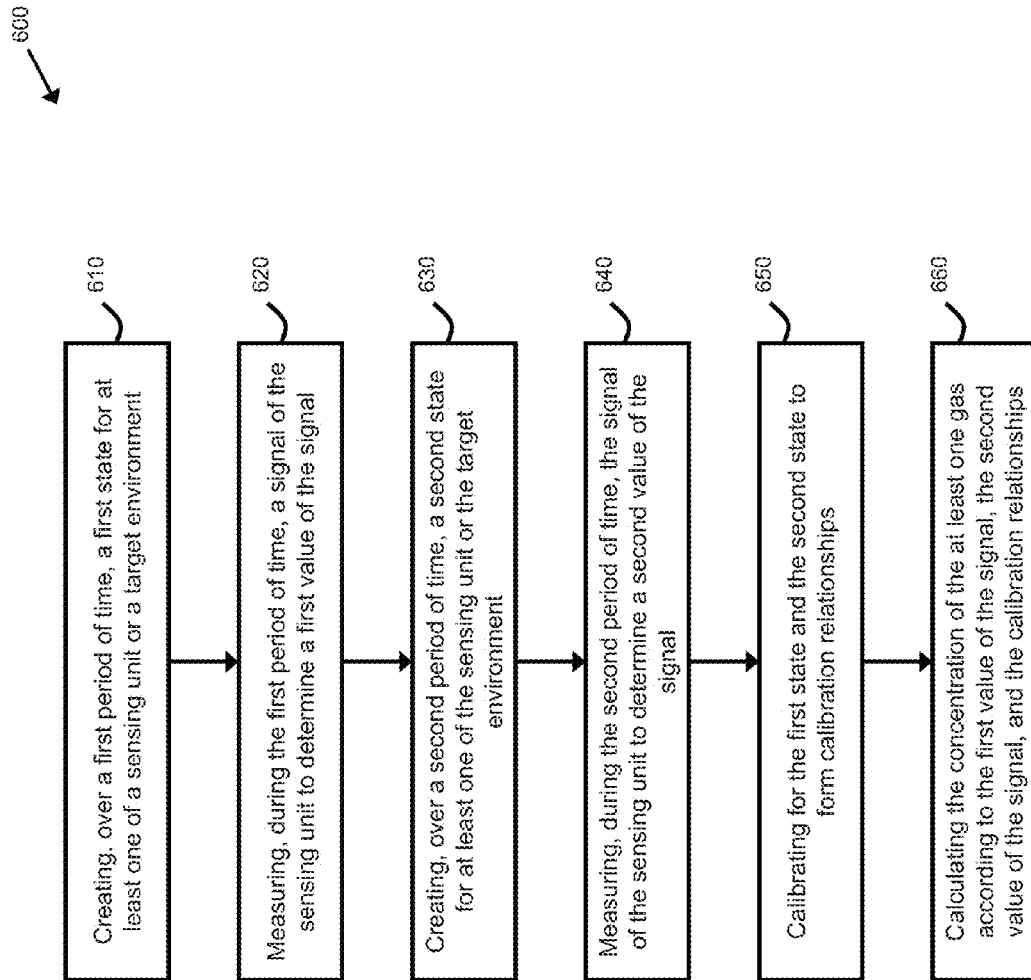 600
610
Creating, over a first period of time, a first state for at
least one of a sensing unit or a target environment
620
Measuring, during the first period of time, a signal of the
sensing unit to determine a first value of the signal
630
Creating, over a second period of time, a second state
for at least one of the sensing unit or the target
environment
640
Measuring, during the second period of time, the signal
of the sensing unit to determine a second value of the
signal
650
Calibrating for the first state and the second state to
form calibration relationships
660
Calculating the concentration of the at least one gas
according to the first value of the signal, the second
value of the signal, and the calibration relationships